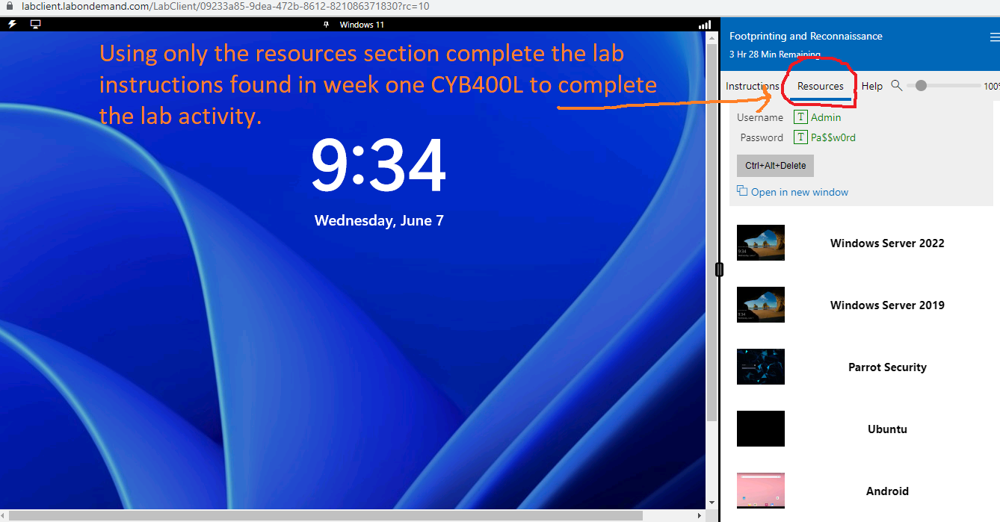 labclient.labondemand.com/LabClient/09233a85-9dea-472b-8612-821086371830?rc=10
Windows 11
Using only the resources section complete the lab
instructions found in week one CYB400L to complete
the lab activity.
9:34
Wednesday, June 7
Footprinting and Reconnaissance
3 Hr 28 Min Remaining
Instructions Resources Help 100%
Username T Admin
Password T Pa$$w0rd
Ctrl+Alt+Delete
Open in new window
Windows Server 2022
Windows Server 2019
Parrot Security
Ubuntu
Android